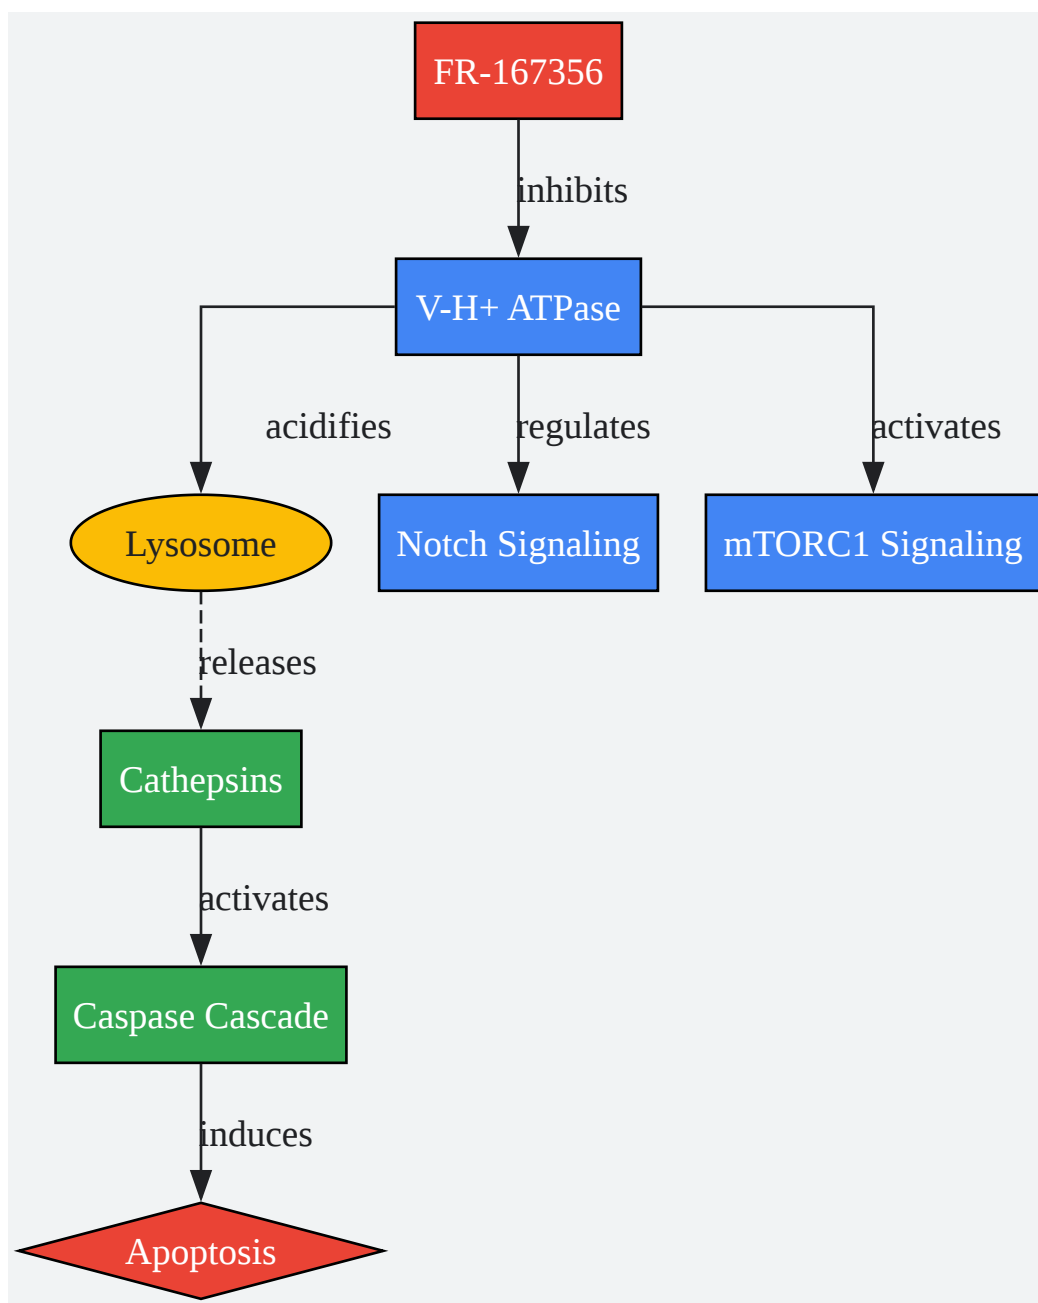 FR-167356
inhibits
V-H+ ATPase
acidifies
regulates
activates
Lysosome
Notch Signaling
mTORC1 Signaling
releases
Cathepsins
activates
Caspase Cascade
induces
Apoptosis